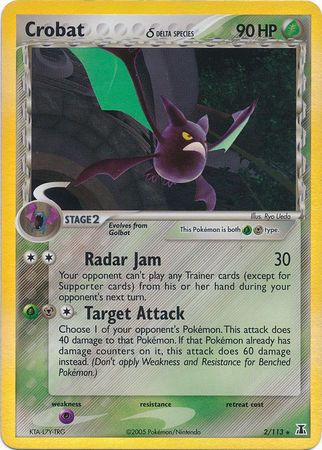 Crobat δ DELTA SPECIES 90 HP
Illus. Ryo Ueda
STAGE 2 Evolves from Golbat
This Pokémon is both type.
Radar Jam 30
Your opponent can't play any Trainer cards (except for
Supporter cards) from his or her hand during your
opponent's next turn.
Target Attack
Choose 1 of your opponent's Pokémon. This attack does
40 damage to that Pokémon. If that Pokémon already has
damage counters on it, this attack does 60 damage
instead. (Don't apply Weakness and Resistance for Benched
Pokémon.)
weakness resistance retreat cost
KTA-L7Y-TRG ©2005 Pokémon/Nintendo 2/113 ★